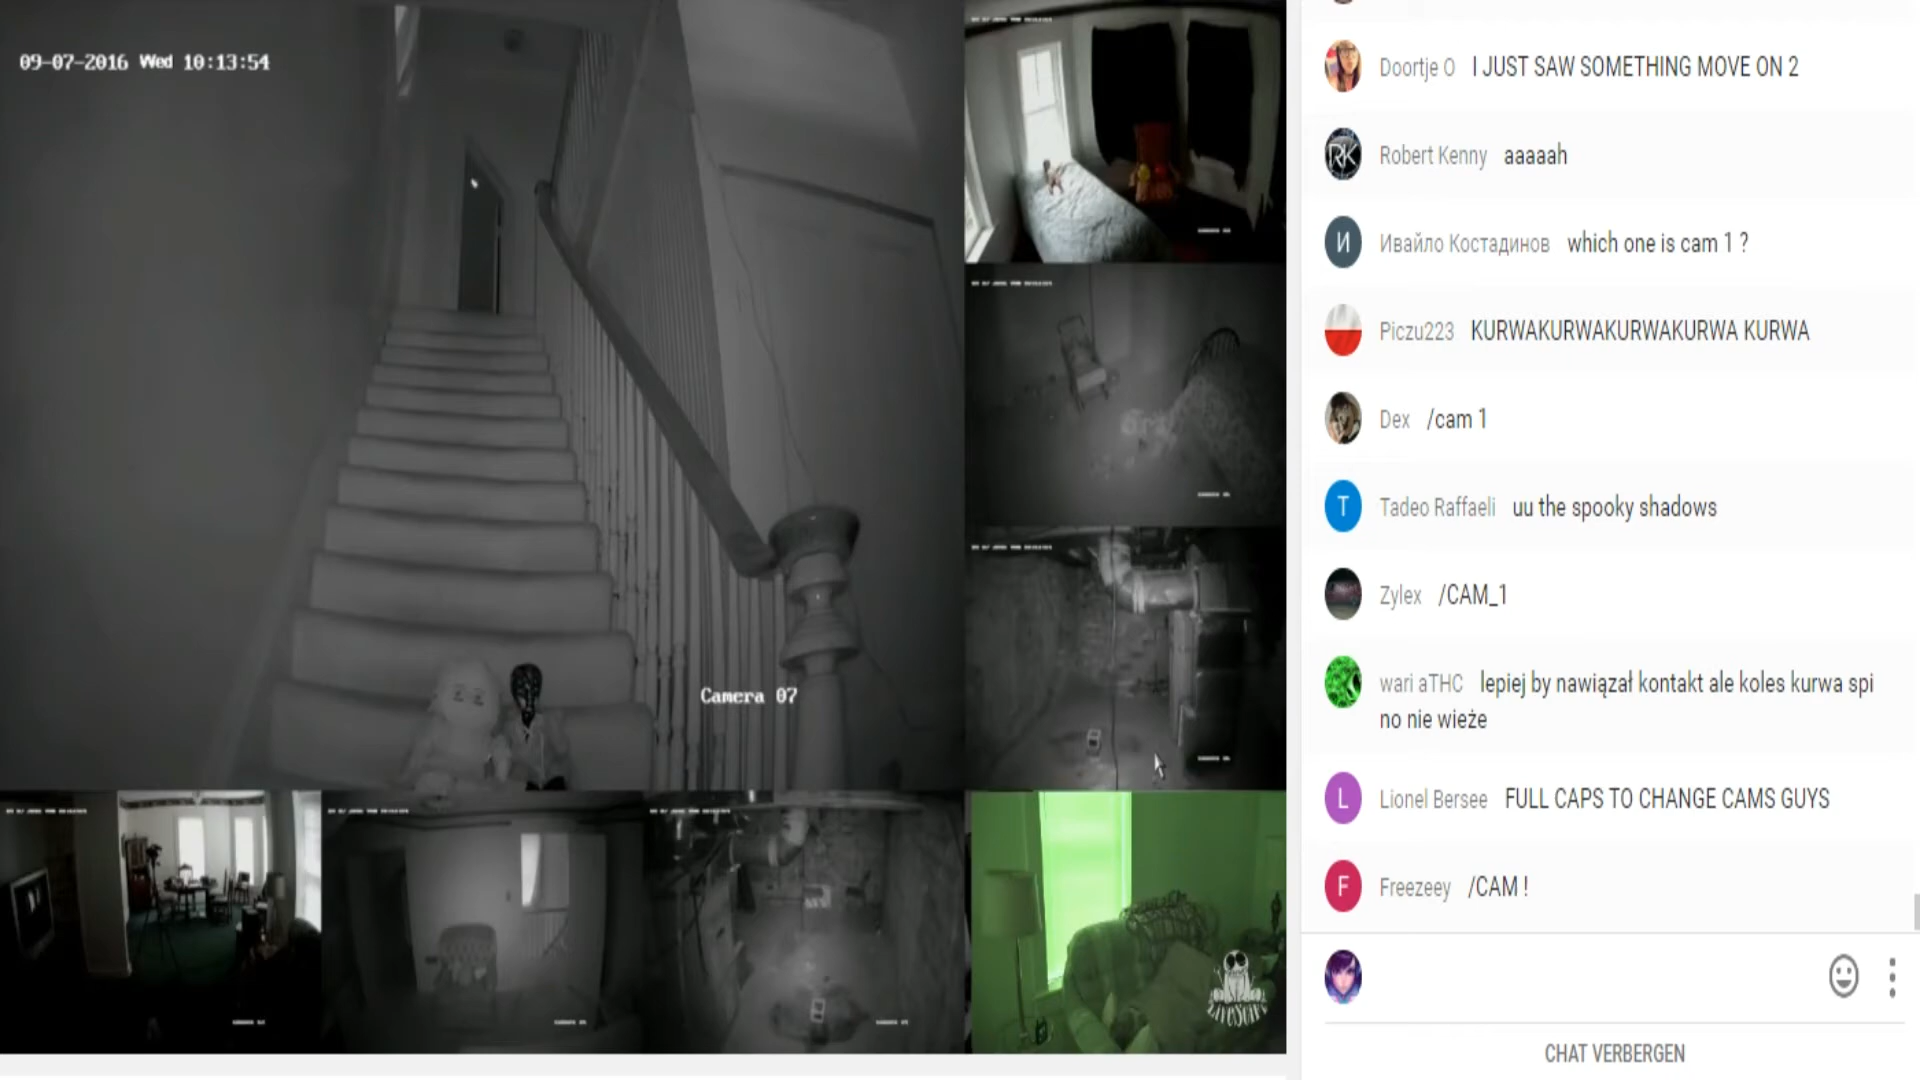 09-07-2016 Wed 10:13:54
Camera 07
Doortje O I JUST SAW SOMETHING MOVE ON 2
RK
Robert Kenny aaaaah
И
Ивайло Костадинов which one is cam 1 ?
Piczu223 KURWAKURWAKURWAKURWA KURWA
Dex /cam 1
T
Tadeo Raffaeli uu the spooky shadows
Zylex /CAM_1
wari aTHC lepiej by nawiązał kontakt ale koles kurwa spi
no nie wieże
L
Lionel Bersee FULL CAPS TO CHANGE CAMS GUYS
F
Freezeey /CAM !
CHAT VERBERGEN